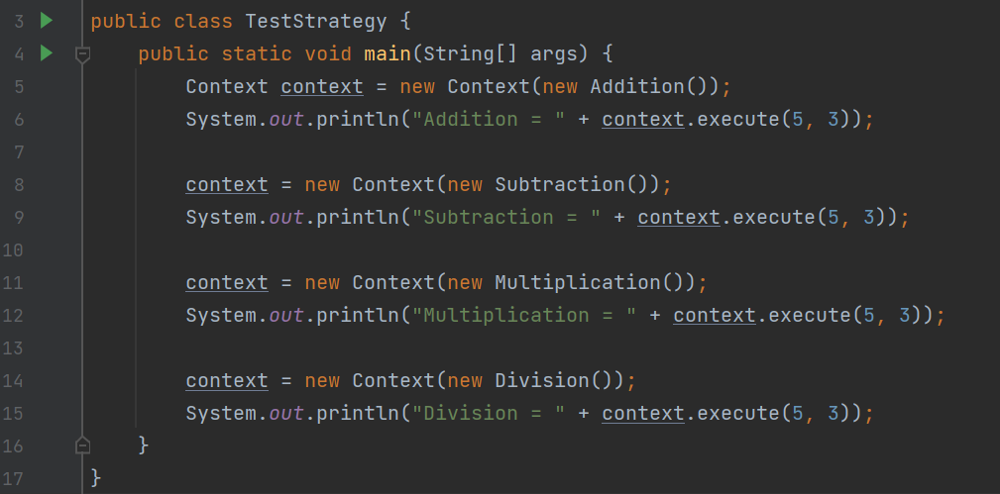 3 public class TestStrategy {
4 public static void main(String[] args) {
5 Context context = new Context(new Addition());
6 System.out.println("Addition = " + context.execute(5, 3));
7
8 context = new Context(new Subtraction());
9 System.out.println("Subtraction = " + context.execute(5, 3));
10
11 context = new Context(new Multiplication());
12 System.out.println("Multiplication = " + context.execute(5, 3));
13
14 context = new Context(new Division());
15 System.out.println("Division = " + context.execute(5, 3));
16 }
17 }